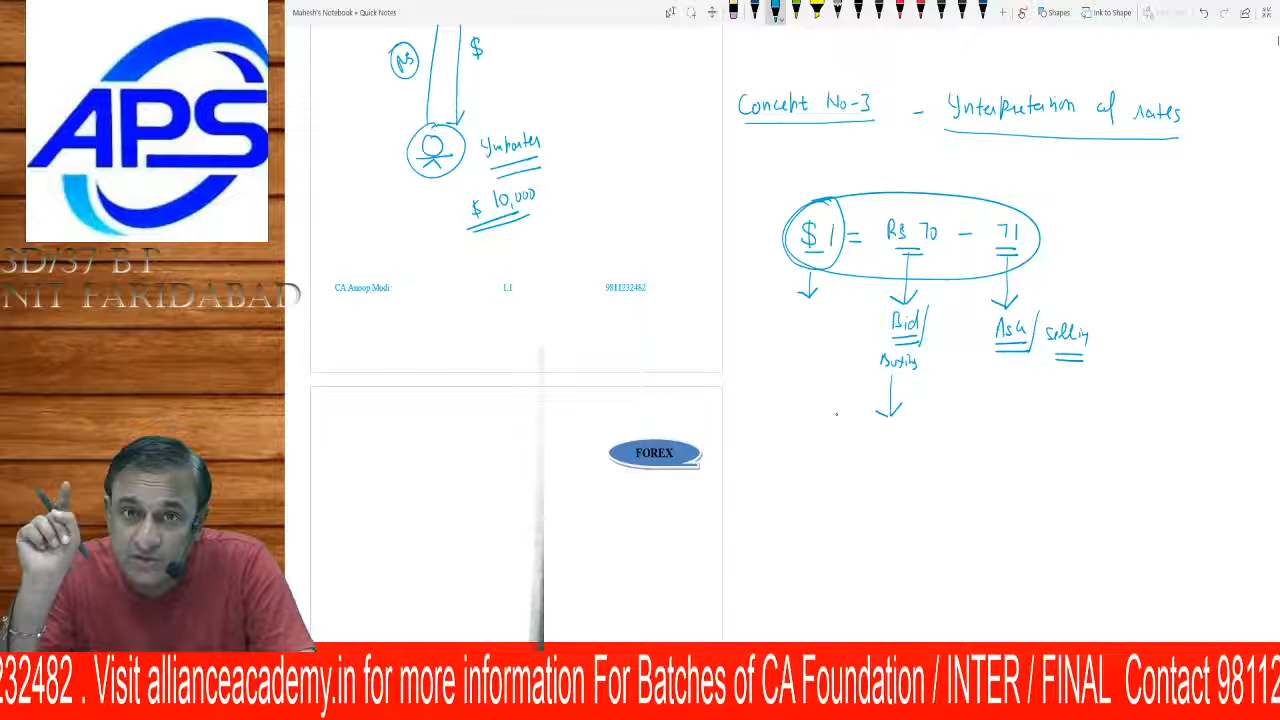 Mahesh's Notebook » Quick Notes
Shapes
Ink to Shape
APS
3D/37 B.P.
NIT FARIDABAD
Rs
$
Importer
$ 10,000
CA Anoop Modi 1.1 9811232482
FOREX
Concept No-3 - Interpretation of rates
$ 1 = Rs 70 - 71
Bid/
Buying
Ask/ selling
232482 . Visit allianceacademy.in for more information For Batches of CA Foundation / INTER / FINAL Contact 98112